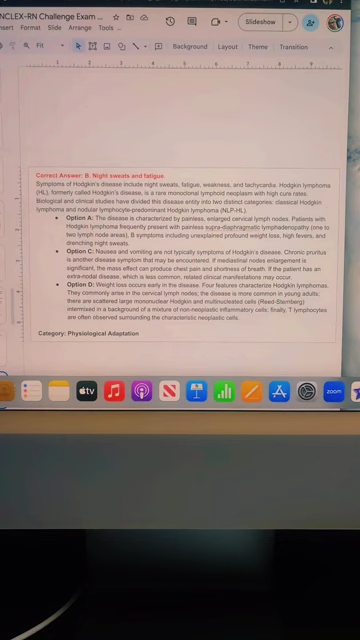 NCLEX-RN Challenge Exam ...
Slideshow
Insert Format Slide Arrange Tools ...
Fit
Background Layout Theme Transition
1 2 3 4 5 6 7 8 9
Correct Answer: B. Night sweats and fatigue.
Symptoms of Hodgkin's disease include night sweats, fatigue, weakness, and tachycardia. Hodgkin lymphoma
(HL), formerly called Hodgkin's disease, is a rare monoclonal lymphoid neoplasm with high cure rates.
Biological and clinical studies have divided this disease entity into two distinct categories: classical Hodgkin
lymphoma and nodular lymphocyte-predominant Hodgkin lymphoma (NLP-HL).
• Option A: The disease is characterized by painless, enlarged cervical lymph nodes. Patients with
Hodgkin lymphoma frequently present with painless supra-diaphragmatic lymphadenopathy (one to
two lymph node areas), B symptoms including unexplained profound weight loss, high fevers, and
drenching night sweats.
• Option C: Nausea and vomiting are not typically symptoms of Hodgkin's disease. Chronic pruritus
is another disease symptom that may be encountered. If mediastinal nodes enlargement is
significant, the mass effect can produce chest pain and shortness of breath. If the patient has an
extra-nodal disease, which is less common, related clinical manifestations may occur.
• Option D: Weight loss occurs early in the disease. Four features characterize Hodgkin lymphomas.
They commonly arise in the cervical lymph nodes; the disease is more common in young adults;
there are scattered large mononuclear Hodgkin and multinucleated cells (Reed-Sternberg)
intermixed in a background of a mixture of non-neoplastic inflammatory cells; finally, T lymphocytes
are often observed surrounding the characteristic neoplastic cells.
Category: Physiological Adaptation
tv
zoom